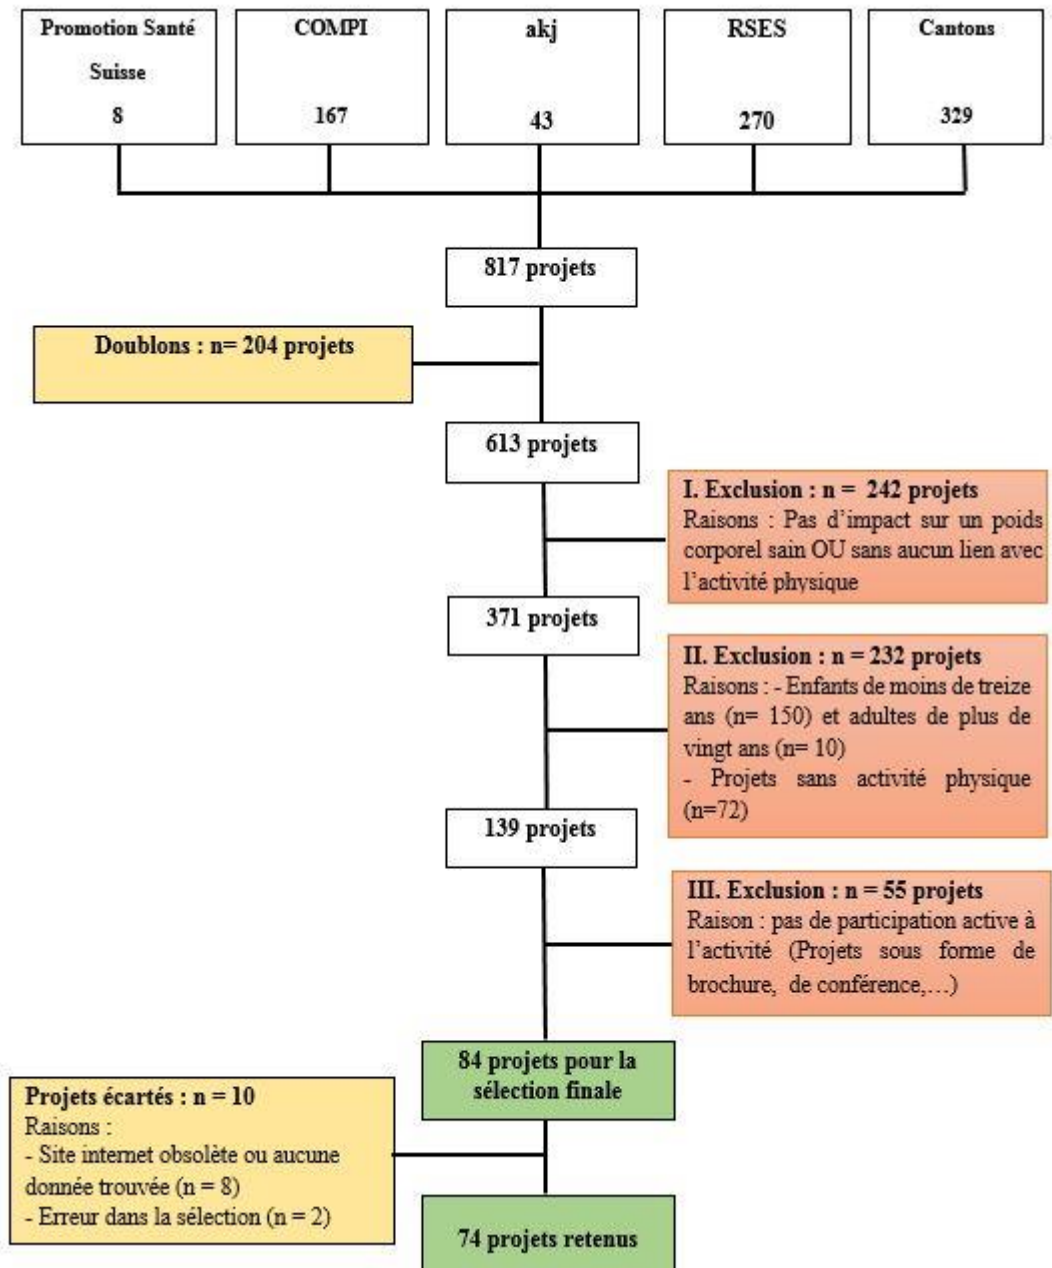 Promotion Santé
Suisse
8
COMPI
167
akj
43
RSES
270
Cantons
329
817 projets
Doublons : n= 204 projets
613 projets
I. Exclusion : n = 242 projets
Raisons : Pas d’impact sur un poids
corporel sain OU sans aucun lien avec
l’activité physique
371 projets
II. Exclusion : n = 232 projets
Raisons : - Enfants de moins de treize
ans (n= 150) et adultes de plus de
vingt ans (n= 10)
- Projets sans activité physique
(n=72)
139 projets
III. Exclusion : n = 55 projets
Raison : pas de participation active à
l’activité (Projets sous forme de
brochure, de conférence,…)
84 projets pour la
sélection finale
Projets écartés : n = 10
Raisons :
- Site internet obsolète ou aucune
donnée trouvée (n = 8)
- Erreur dans la sélection (n = 2)
74 projets retenus